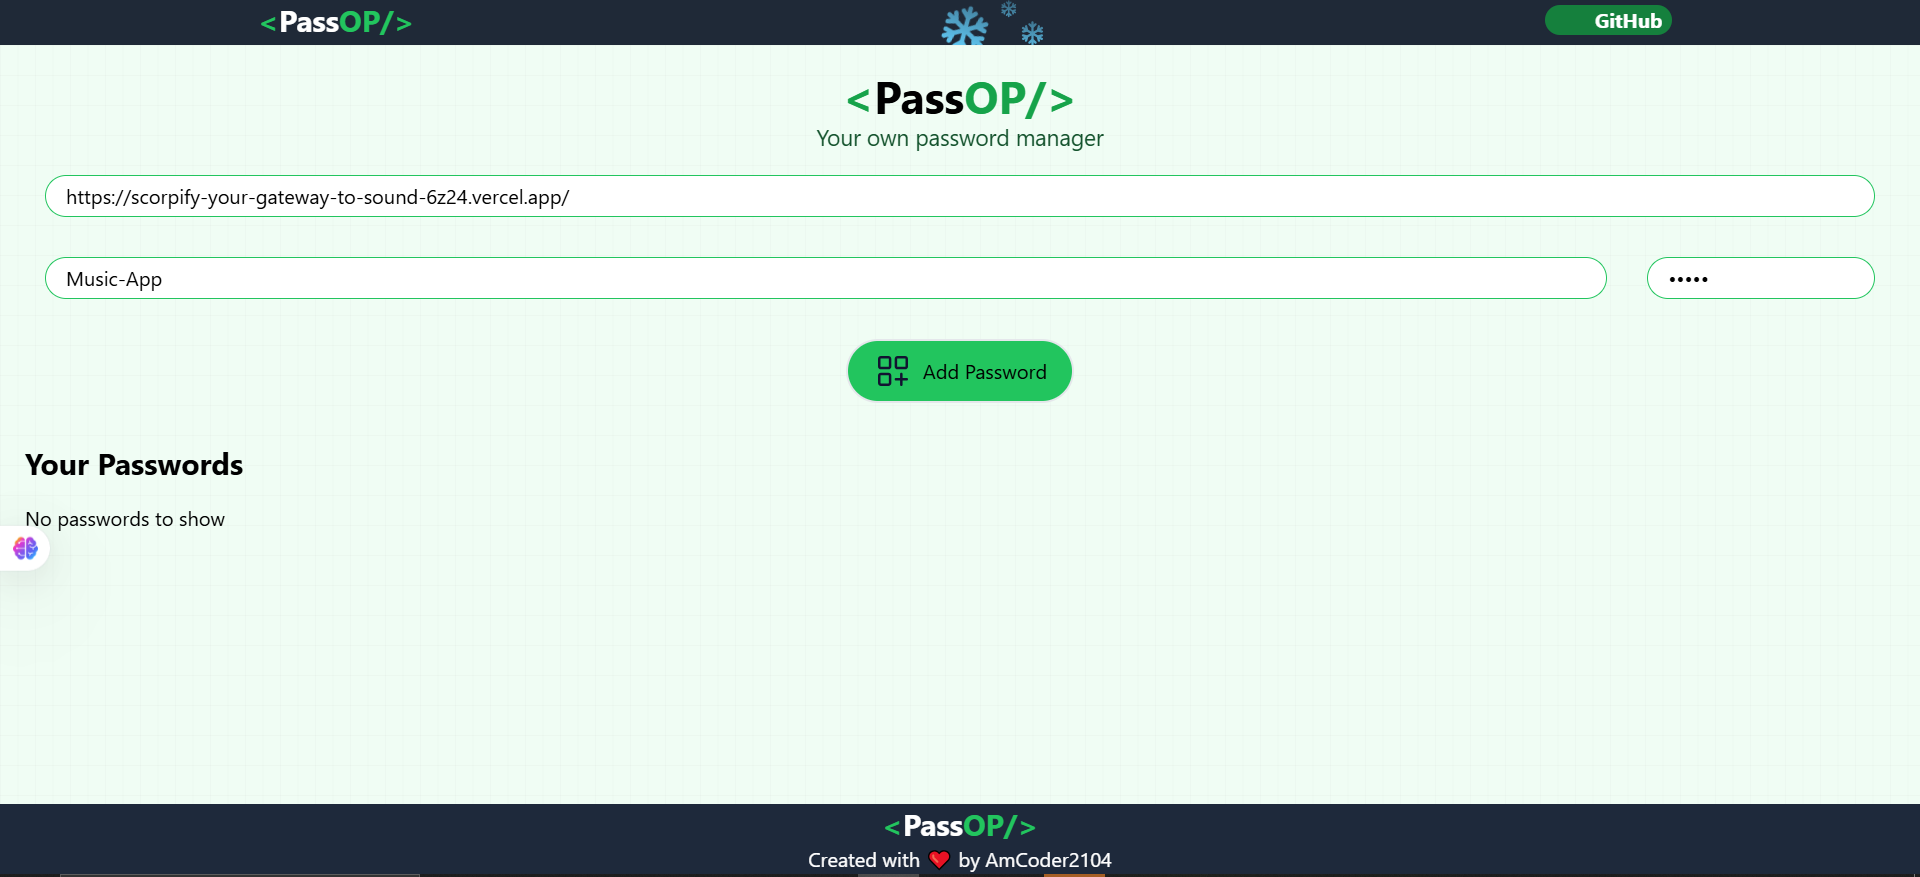 <PassOP/>
GitHub
<PassOP/>
Your own password manager
https://scorpify-your-gateway-to-sound-6z24.vercel.app/
Music-App
•••••
Add Password
Your Passwords
No passwords to show
<PassOP/>
Created with ❤️ by AmCoder2104